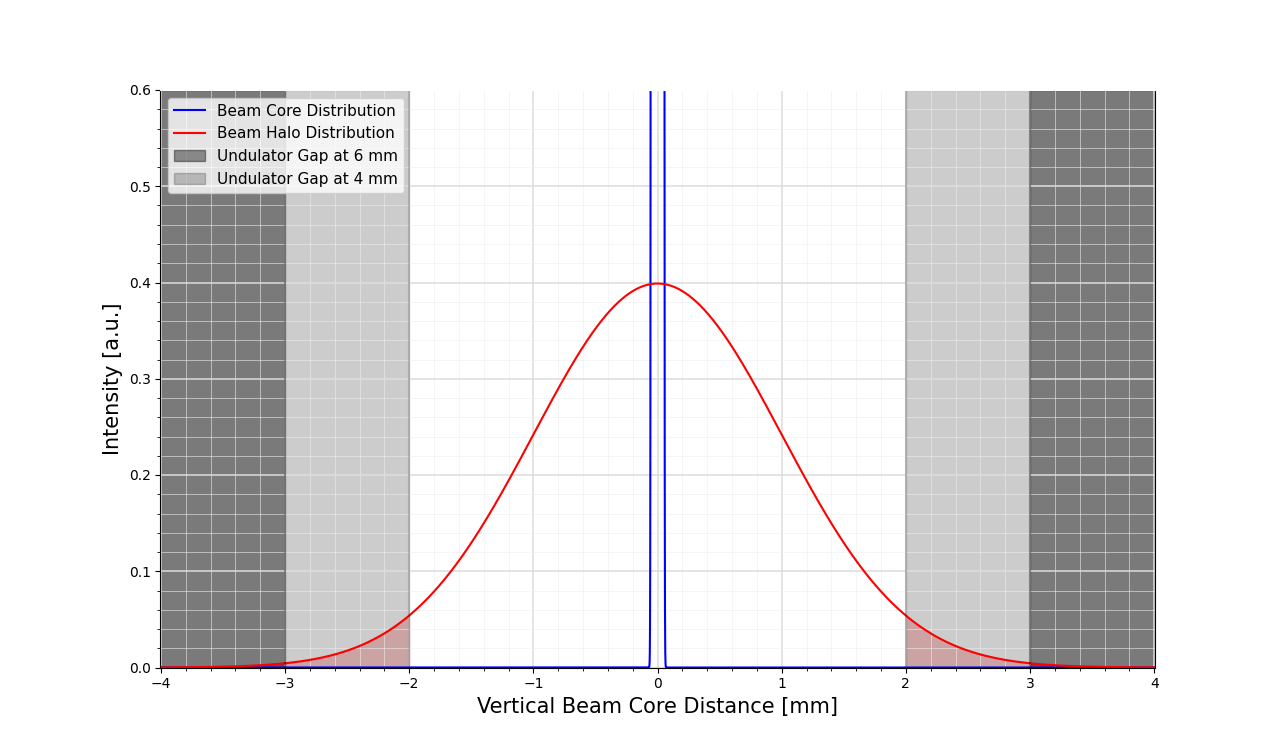 Beam Core Distribution
Beam Halo Distribution
Undulator Gap at 6 mm
Undulator Gap at 4 mm
0.6
0.5
0.4
0.3
0.2
0.1
0.0
Intensity [a.u.]
−4 −3 −2 −1 0 1 2 3 4
Vertical Beam Core Distance [mm]